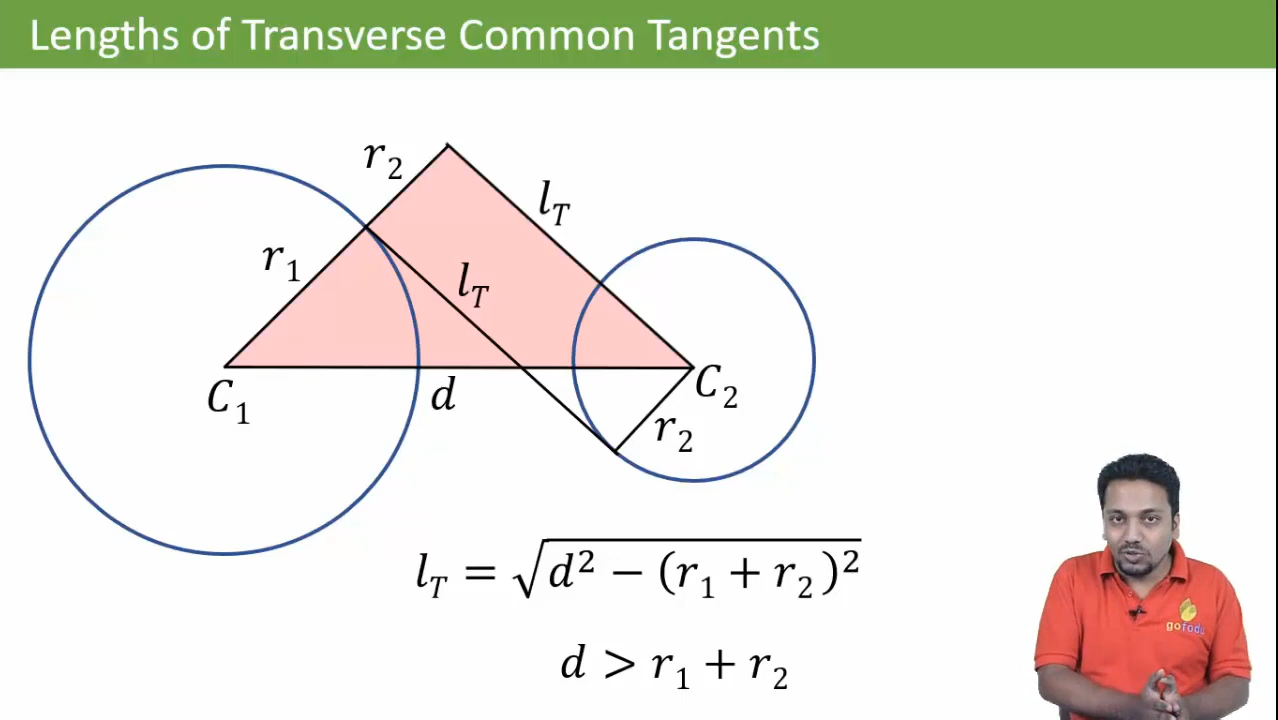 Lengths of Transverse Common Tangents
r₂
l_T
r₁
l_T
C₁
d
C₂
r₂
l_T = √(d² − (r₁ + r₂)²)
d > r₁ + r₂
gofodu